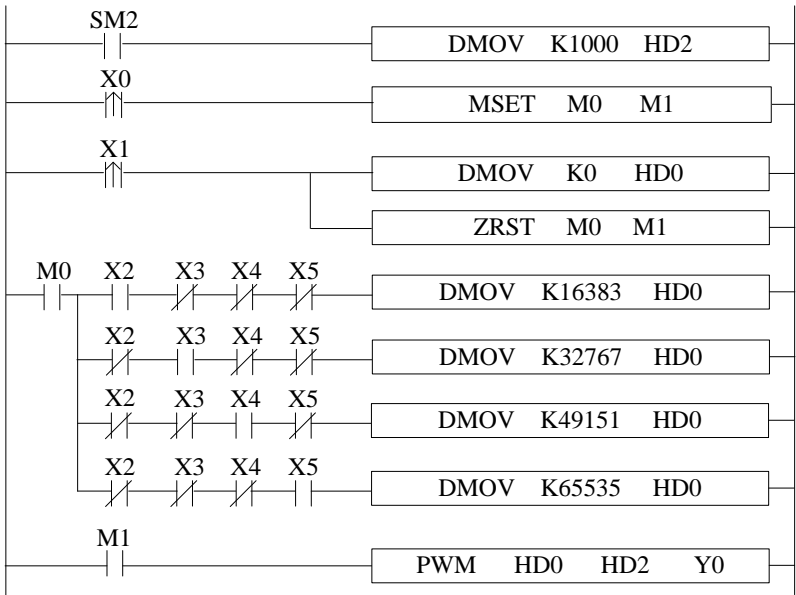 SM2
DMOV K1000 HD2
X0
MSET M0 M1
X1
DMOV K0 HD0
ZRST M0 M1
M0 X2 X3 X4 X5
DMOV K16383 HD0
X2 X3 X4 X5
DMOV K32767 HD0
X2 X3 X4 X5
DMOV K49151 HD0
X2 X3 X4 X5
DMOV K65535 HD0
M1
PWM HD0 HD2 Y0